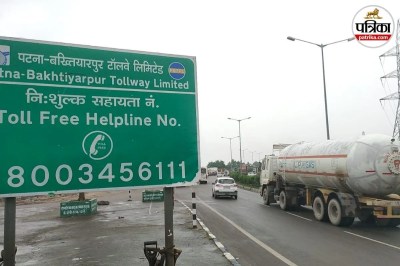 पत्रिका
patrika.com
पटना-बख्तियारपुर टॉलवे लिमिटेड
tna-Bakhtiyarpur Tollway Limited
नि:शुल्क सहायता नं.
Toll Free Helpline No.
8003456111